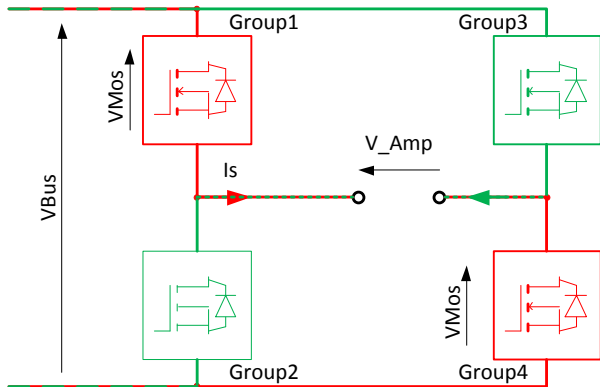 Group1
Group3
VMos
V_Amp
VBus
Is
VMos
Group2
Group4